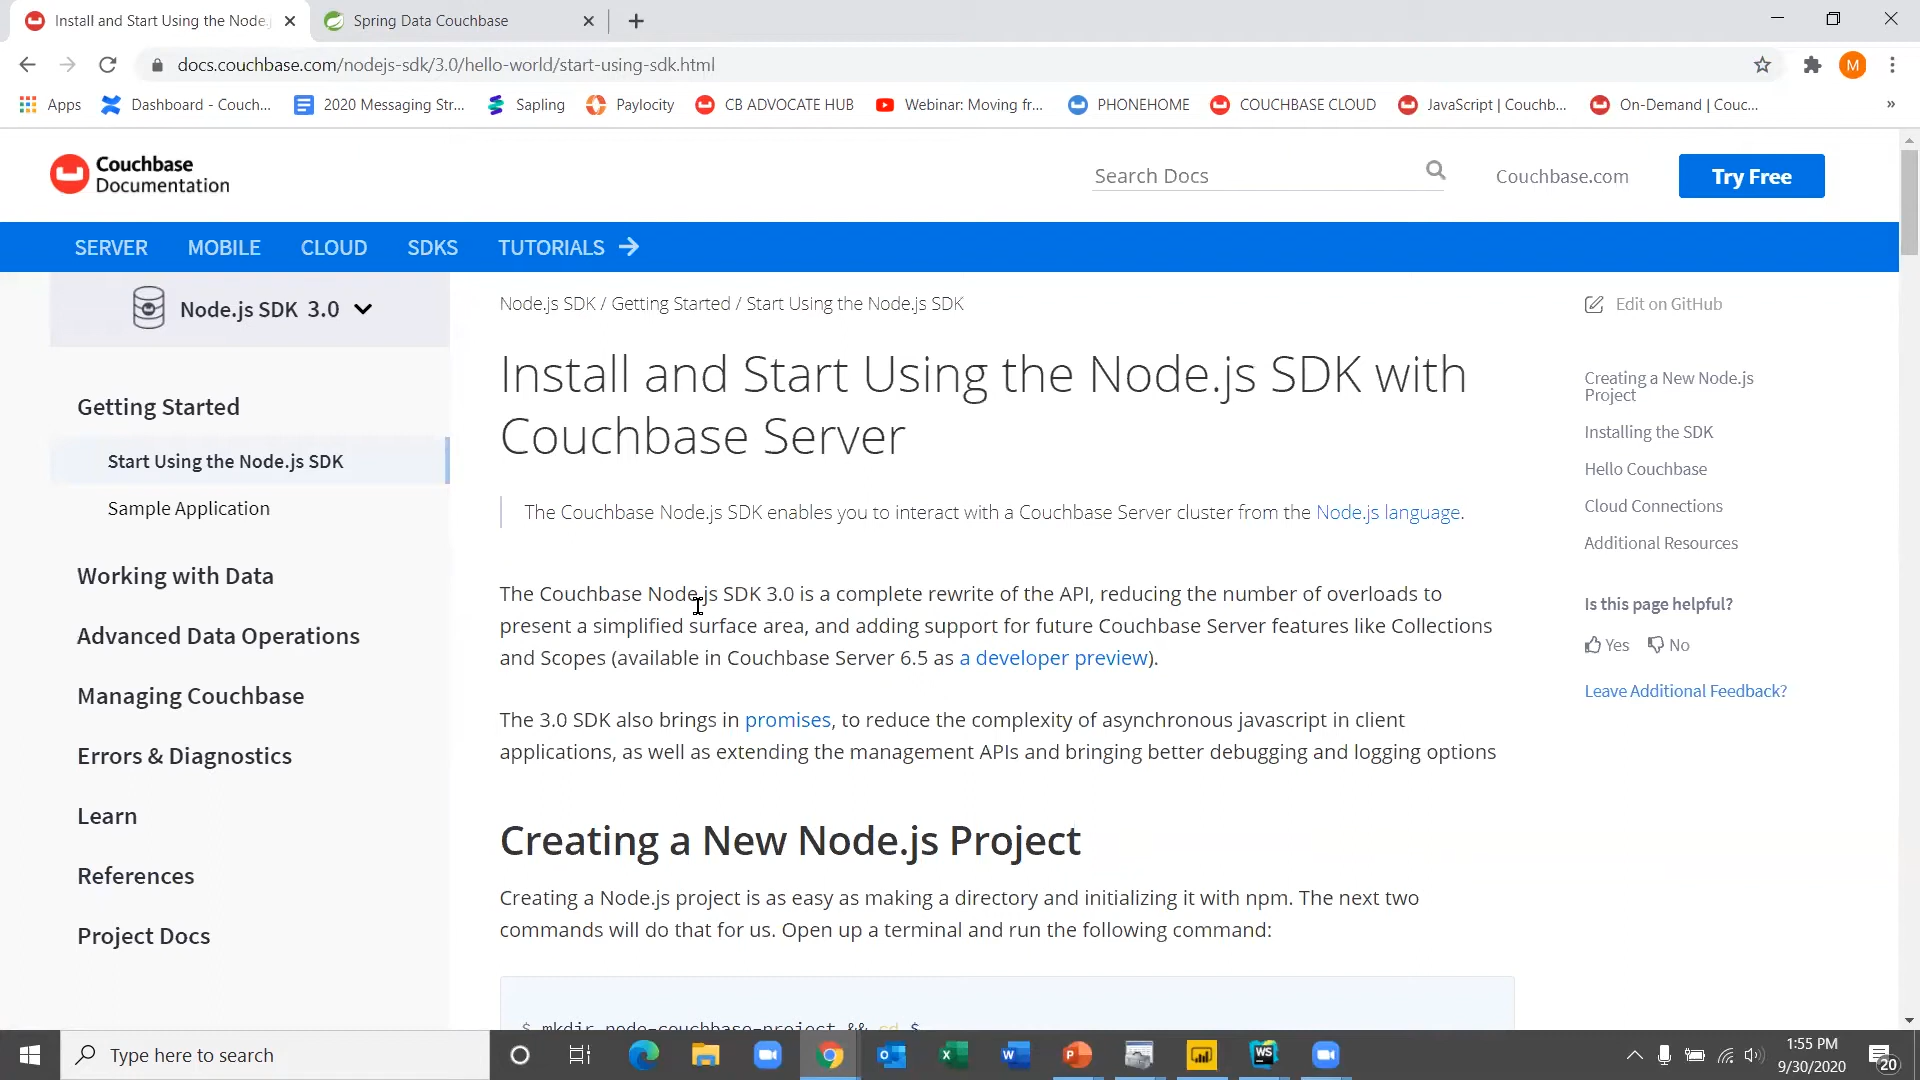 Install and Start Using the Node.
Spring Data Couchbase
docs.couchbase.com/nodejs-sdk/3.0/hello-world/start-using-sdk.html
M
Apps
Dashboard - Couch...
2020 Messaging Str...
Sapling
Paylocity
CB ADVOCATE HUB
Webinar: Moving fr...
PHONEHOME
COUCHBASE CLOUD
JavaScript | Couchb...
On-Demand | Couc...
»
Couchbase
Documentation
Search Docs
Couchbase.com
Try Free
SERVER
MOBILE
CLOUD
SDKS
TUTORIALS
Node.js SDK 3.0
Getting Started
Start Using the Node.js SDK
Sample Application
Working with Data
Advanced Data Operations
Managing Couchbase
Errors & Diagnostics
Learn
References
Project Docs
Node.js SDK / Getting Started / Start Using the Node.js SDK
Install and Start Using the Node.js SDK with
Couchbase Server
The Couchbase Node.js SDK enables you to interact with a Couchbase Server cluster from the Node.js language.
The Couchbase Node.js SDK 3.0 is a complete rewrite of the API, reducing the number of overloads to
present a simplified surface area, and adding support for future Couchbase Server features like Collections
and Scopes (available in Couchbase Server 6.5 as a developer preview).
The 3.0 SDK also brings in promises, to reduce the complexity of asynchronous javascript in client
applications, as well as extending the management APIs and bringing better debugging and logging options
Creating a New Node.js Project
Creating a Node.js project is as easy as making a directory and initializing it with npm. The next two
commands will do that for us. Open up a terminal and run the following command:
$ mkdir node-couchbase-project && cd $_
Edit on GitHub
Creating a New Node.js
Project
Installing the SDK
Hello Couchbase
Cloud Connections
Additional Resources
Is this page helpful?
Yes
No
Leave Additional Feedback?
Type here to search
WS
1:55 PM
9/30/2020
20